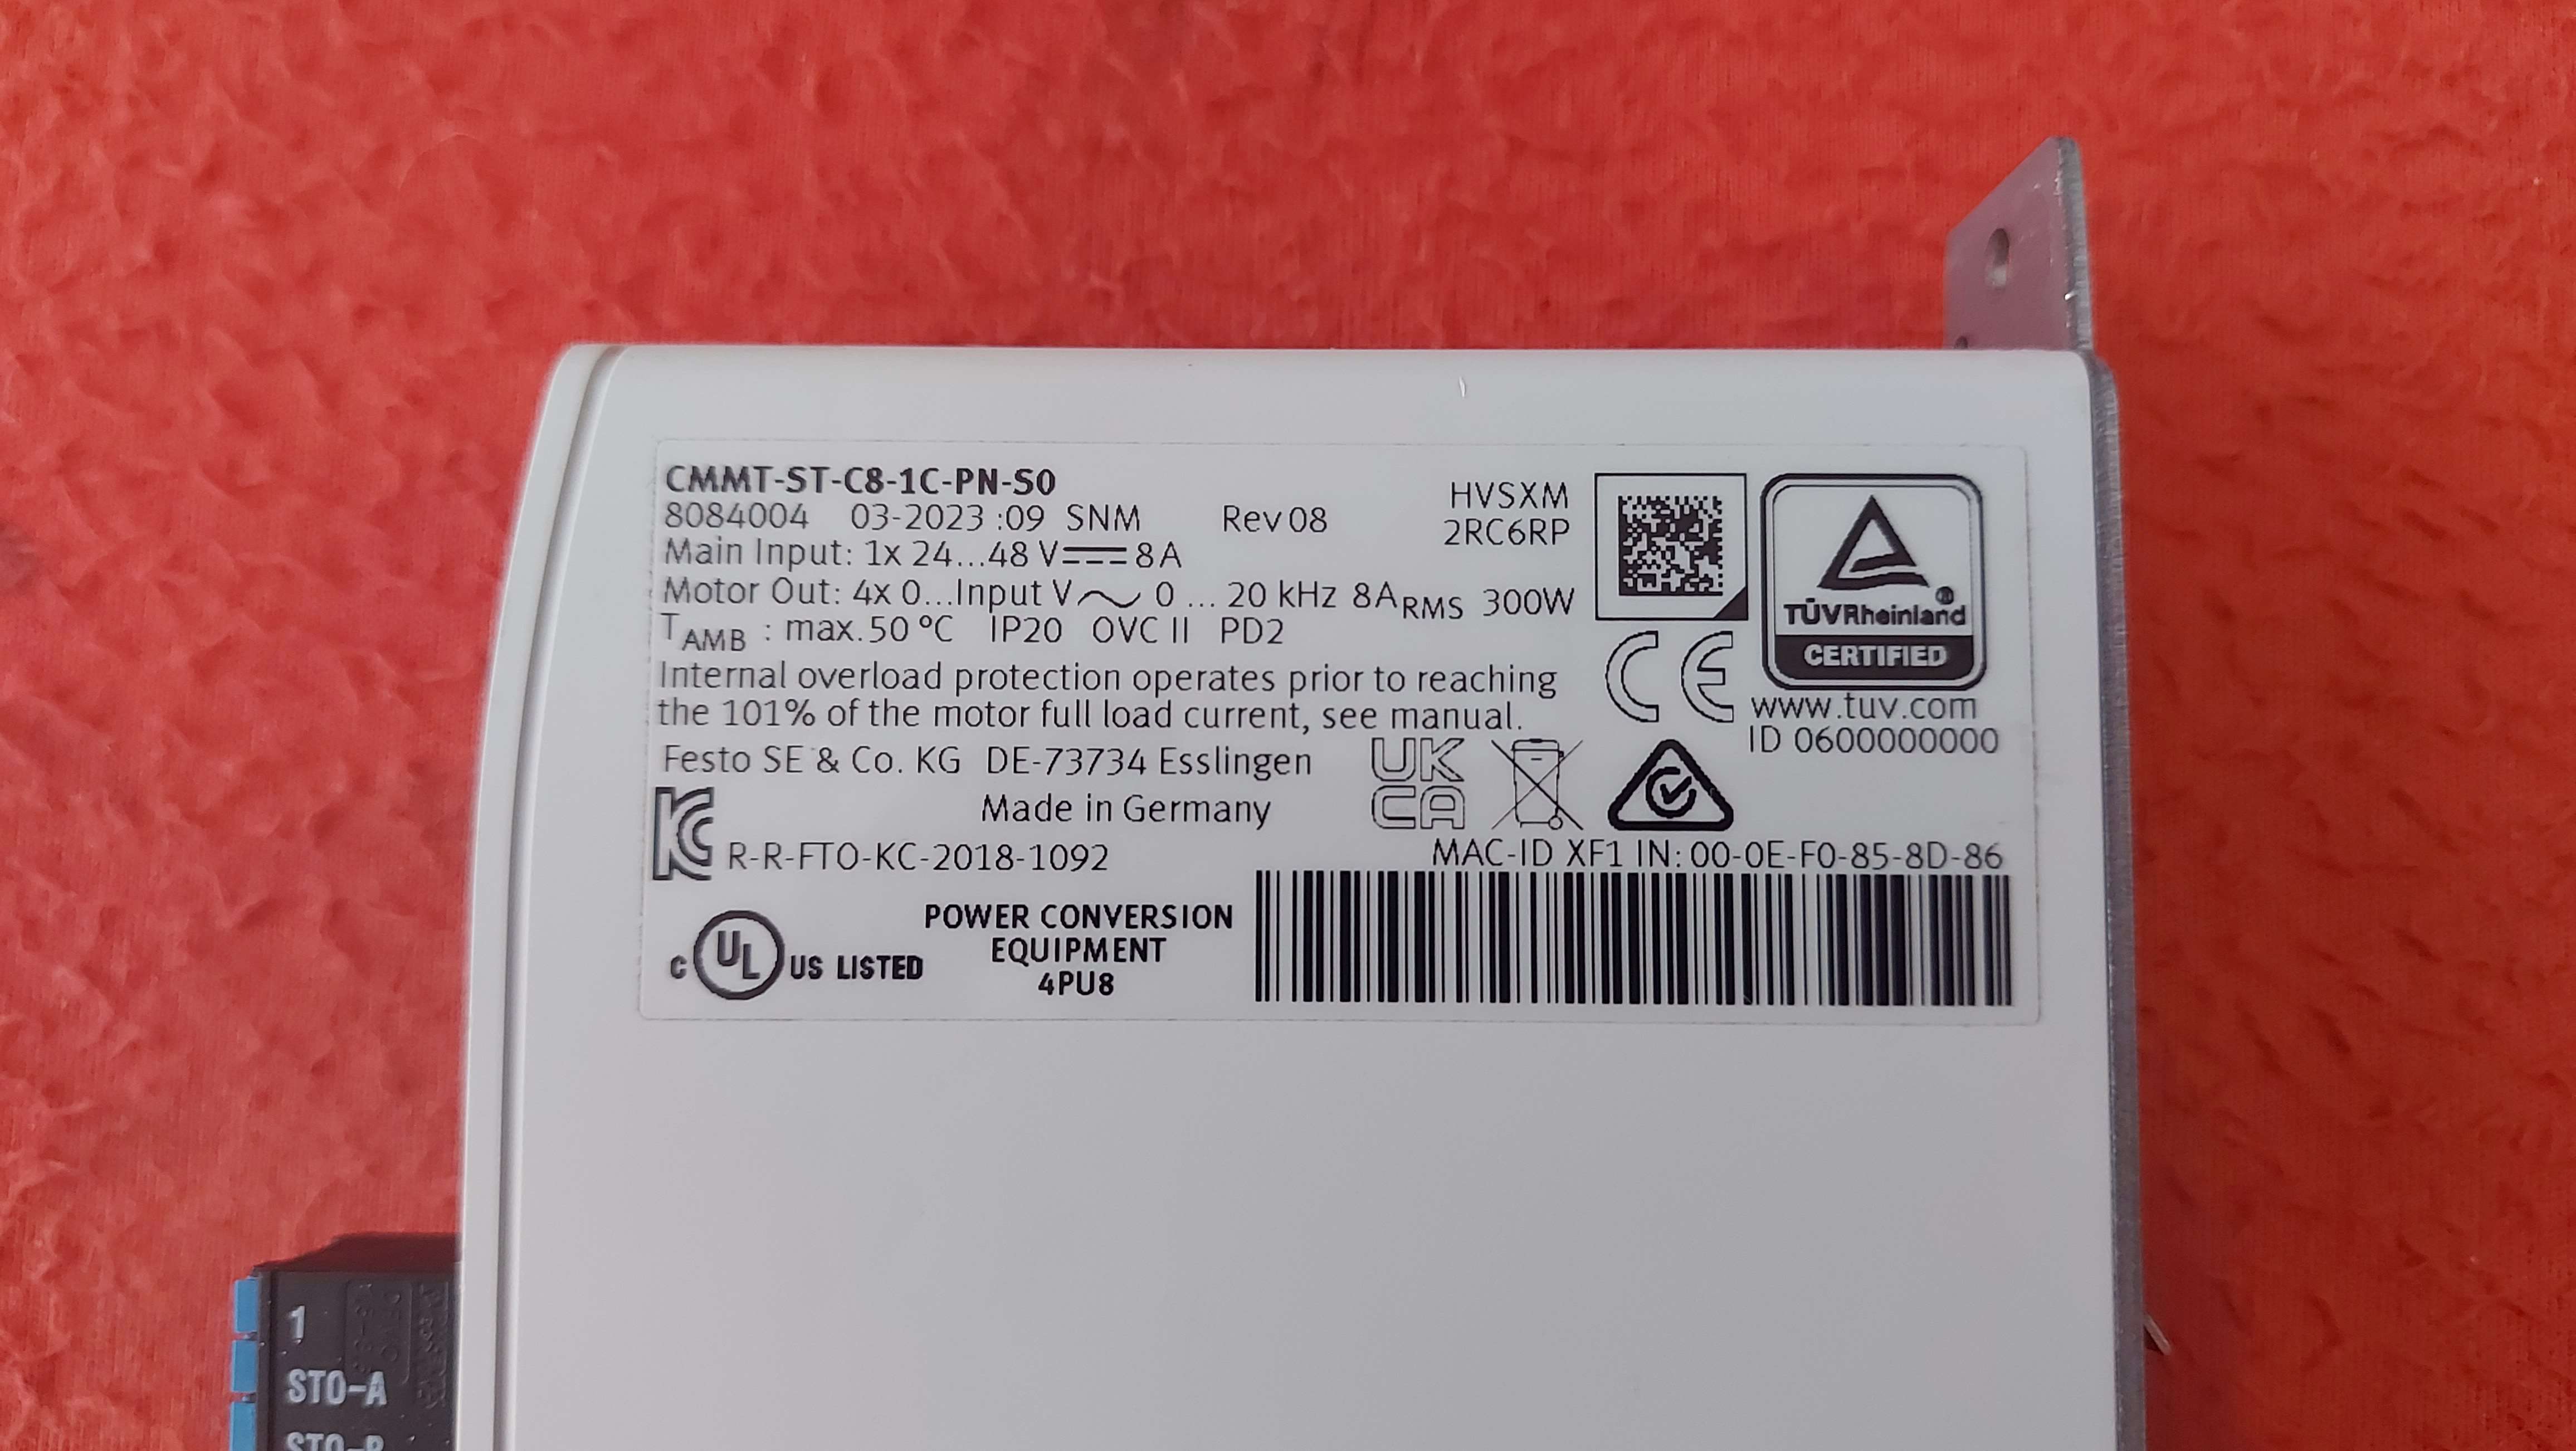 CMMT-ST-C8-1C-PN-S0
8084004 03-2023 :09 SNM Rev 08
HVSXM
2RC6RP
Main Input: 1x 24...48 V 8 A
Motor Out: 4x 0...Input V 0 ... 20 kHz 8ARMS 300W
TAMB : max. 50 °C IP20 OVC II PD2
Internal overload protection operates prior to reaching
the 101% of the motor full load current, see manual.
Festo SE & Co. KG DE-73734 Esslingen
Made in Germany
KC R-R-FTO-KC-2018-1092
C UL US LISTED
POWER CONVERSION
EQUIPMENT
4PU8
TÜVRheinland ®
CERTIFIED
CE
www.tuv.com
ID 0600000000
UK
CA
MAC-ID XF1 IN: 00-0E-F0-85-8D-86
1
STO-A
STO-B